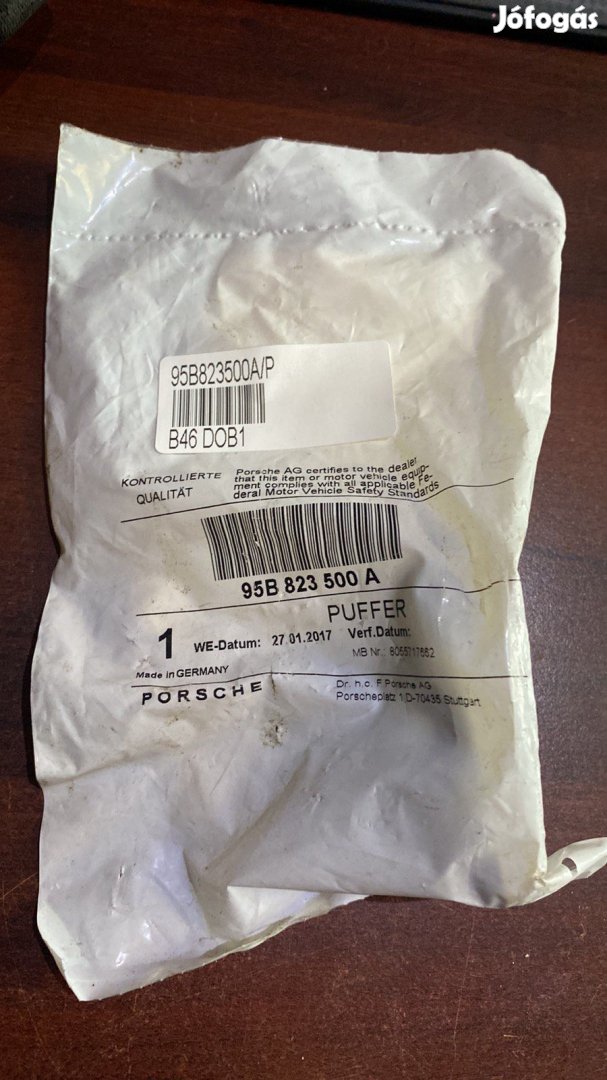 Jófogás
95B823500A/P
B46 DOB1
KONTROLLIERTE
QUALITÄT
Porsche AG certifies to the dealer
that this item or motor vehicle equip-
ment complies with all applicable Fe-
deral Motor Vehicle Safety Standards
95B 823 500 A
PUFFER
1 WE-Datum: 27.01.2017 Verf.Datum:
MB Nr.: 8055717662
Made in GERMANY
PORSCHE
Dr. h.c. F. Porsche AG
Porscheplatz 1,D-70435 Stuttgart